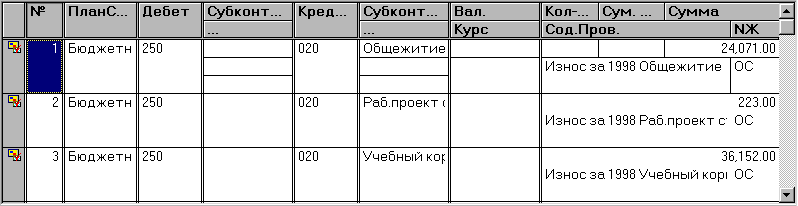 № ПланС... Дебет Субконт... Кред... Субконт... Вал. Кол-... Сум. ... Сумма
... ... Курс Сод.Пров. NЖ
1 Бюджетн 250 020 Общежитие 24,071.00
Износ за 1998 Общежитие ОС
2 Бюджетн 250 020 Раб.проект с 223.00
Износ за 1998 Раб.проект ст ОС
3 Бюджетн 250 020 Учебный кор 36,152.00
Износ за 1998 Учебный корп ОС